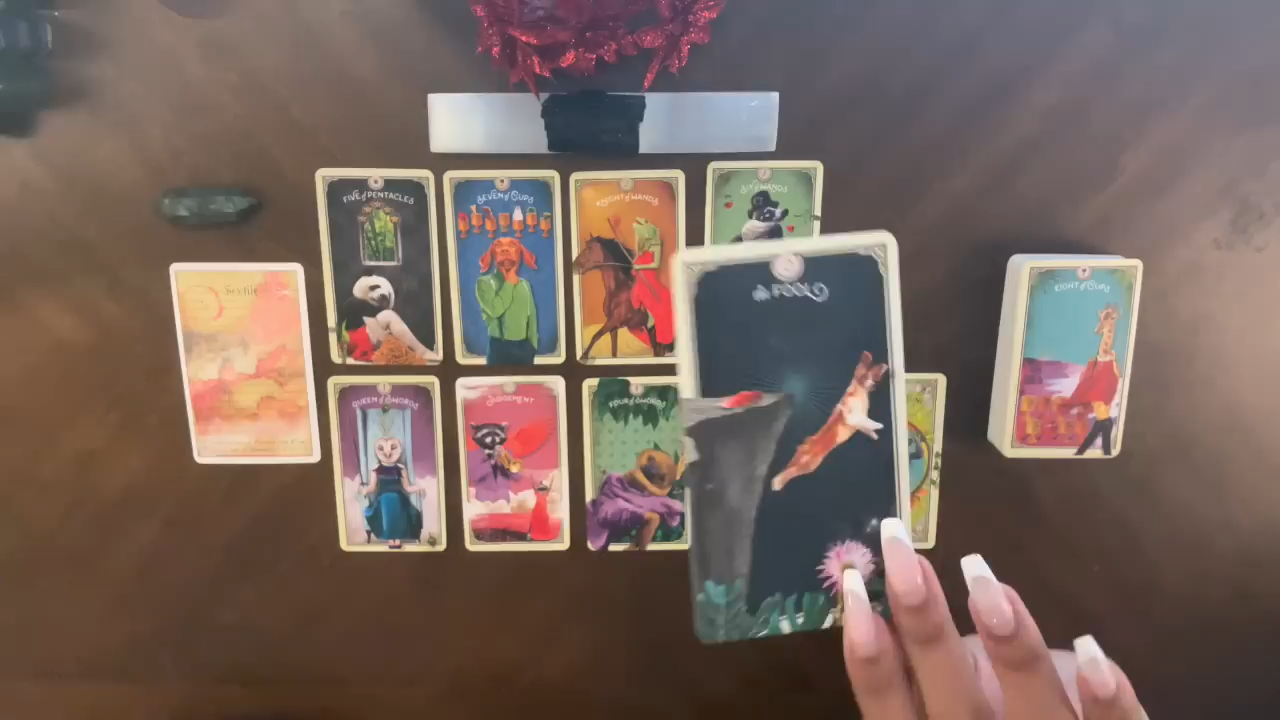 FIVE of PENTACLES
SEVEN of CUPS
KNIGHT of WANDS
SIX of WANDS
the FOOL
EIGHT of CUPS
Sextile
QUEEN of SWORDS
JUDGEMENT
FOUR of SWORDS